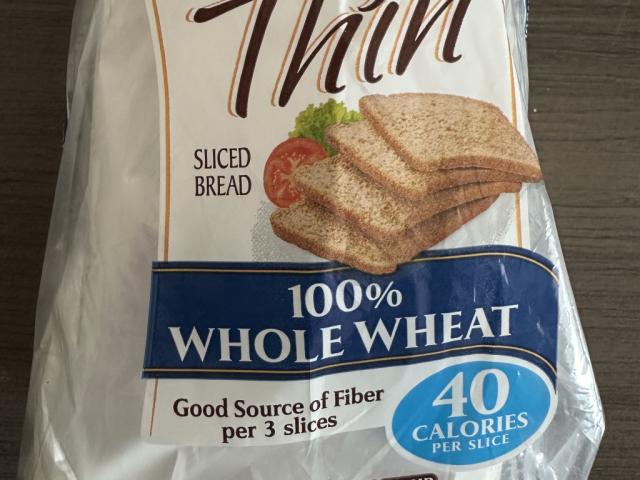 Thin
SLICED
BREAD
100%
WHOLE WHEAT
Good Source of Fiber
per 3 slices
40
CALORIES
PER SLICE